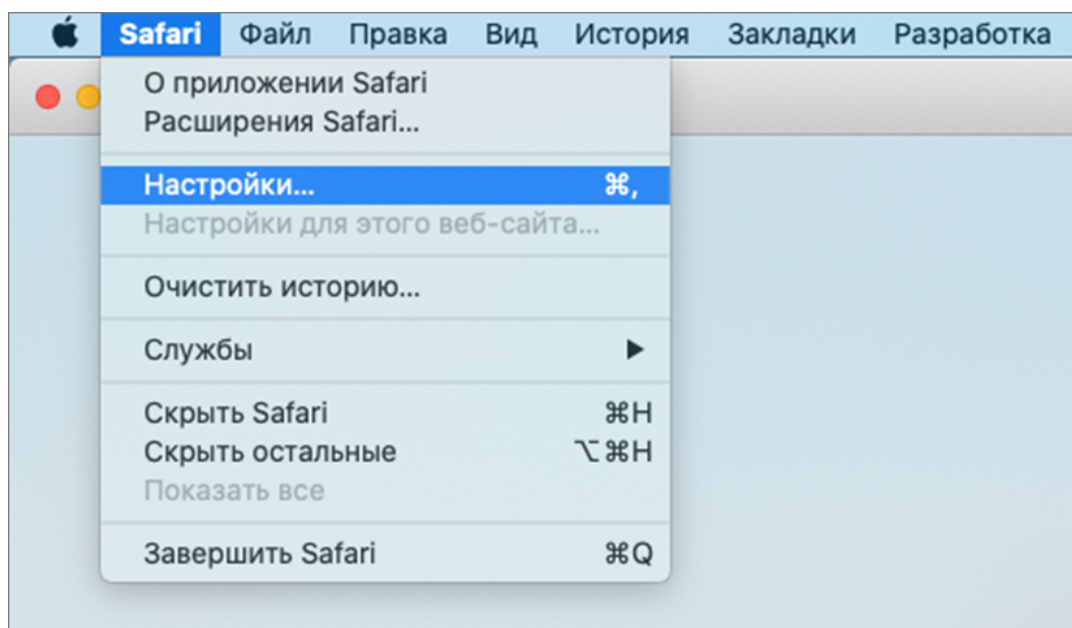 Safari Файл Правка Вид История Закладки Разработка
О приложении Safari
Расширения Safari...
Настройки... ⌘,
Настройки для этого веб-сайта...
Очистить историю...
Службы ▶
Скрыть Safari ⌘H
Скрыть остальные ⌥⌘H
Показать все
Завершить Safari ⌘Q